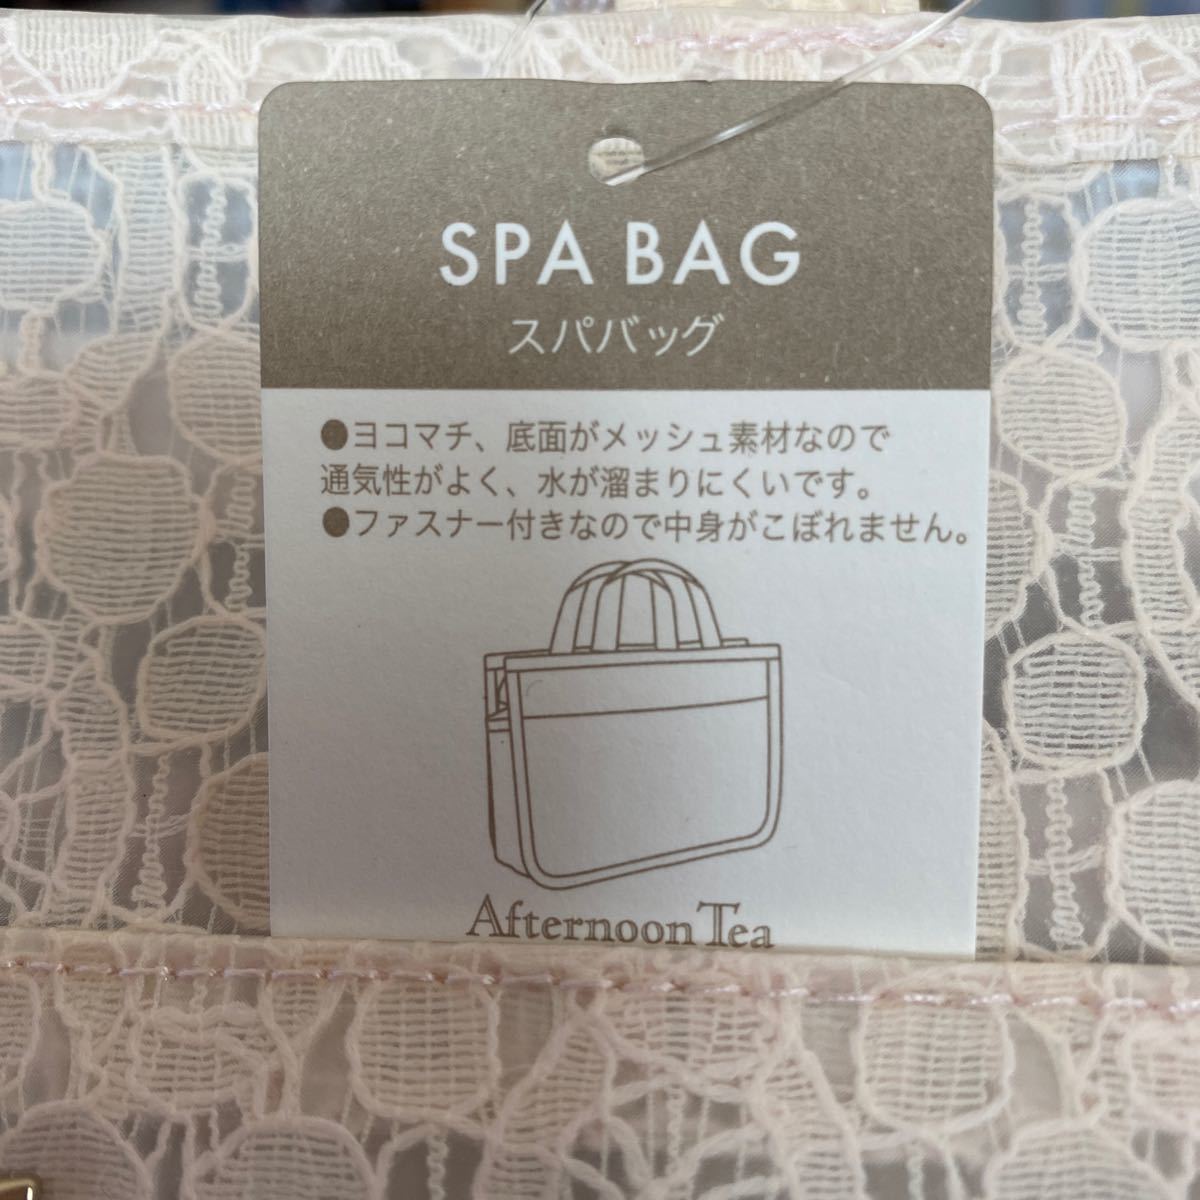 SPA BAG
スパバッグ
●ヨコマチ、底面がメッシュ素材なので
通気性がよく、水が溜まりにくいです。
●ファスナー付きなので中身がこぼれません。
Afternoon Tea